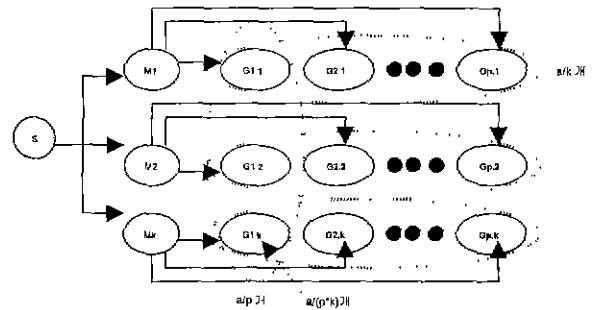 M1 G1.1 G2.1 Gp.1 a/k 개
S
M2 G1.2 G2.2 Gp.2
Mk G1.k G2.k Gp.k
a/p 개 a/(p*k)개